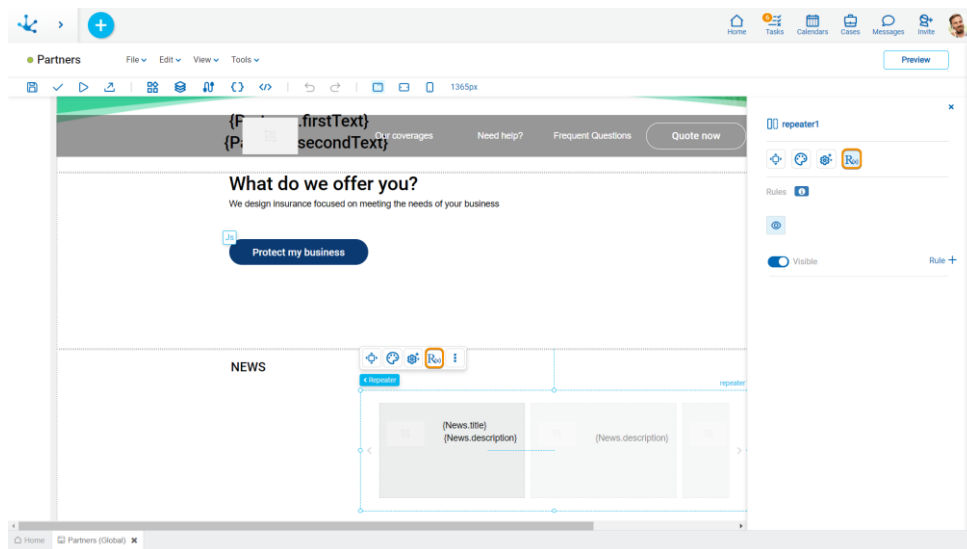 6
Home
Tasks
Calendars
Cases
Messages
Invite
Partners
File
Edit
View
Tools
Preview
1365px
.firstText}
{P
secondText}
Our coverages
Need help?
Frequent Questions
Quote now
What do we offer you?
We design insurance focused on meeting the needs of your business
Js
Protect my business
NEWS
R(x)
Repeater
repeater
{News.title}
{News.description}
{News.description}
repeater1
R(x)
Rules
Visible
Rule +
Home
Partners (Global)